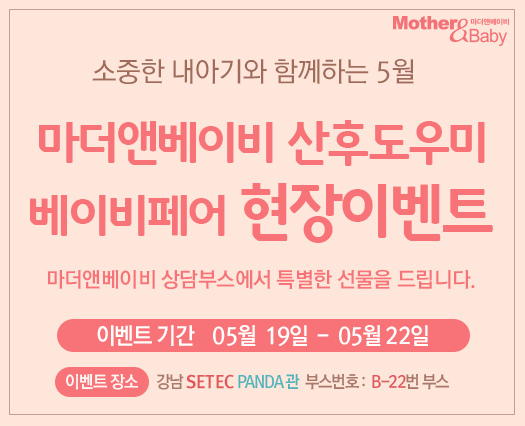 Mother&Baby 마더앤베이비
소중한 내아기와 함께하는 5월
마더앤베이비 산후도우미
베이비페어 현장이벤트
마더앤베이비 상담부스에서 특별한 선물을 드립니다.
이벤트 기간 05월 19일 - 05월 22일
이벤트 장소 강남 SETEC PANDA관 부스번호 : B-22번 부스